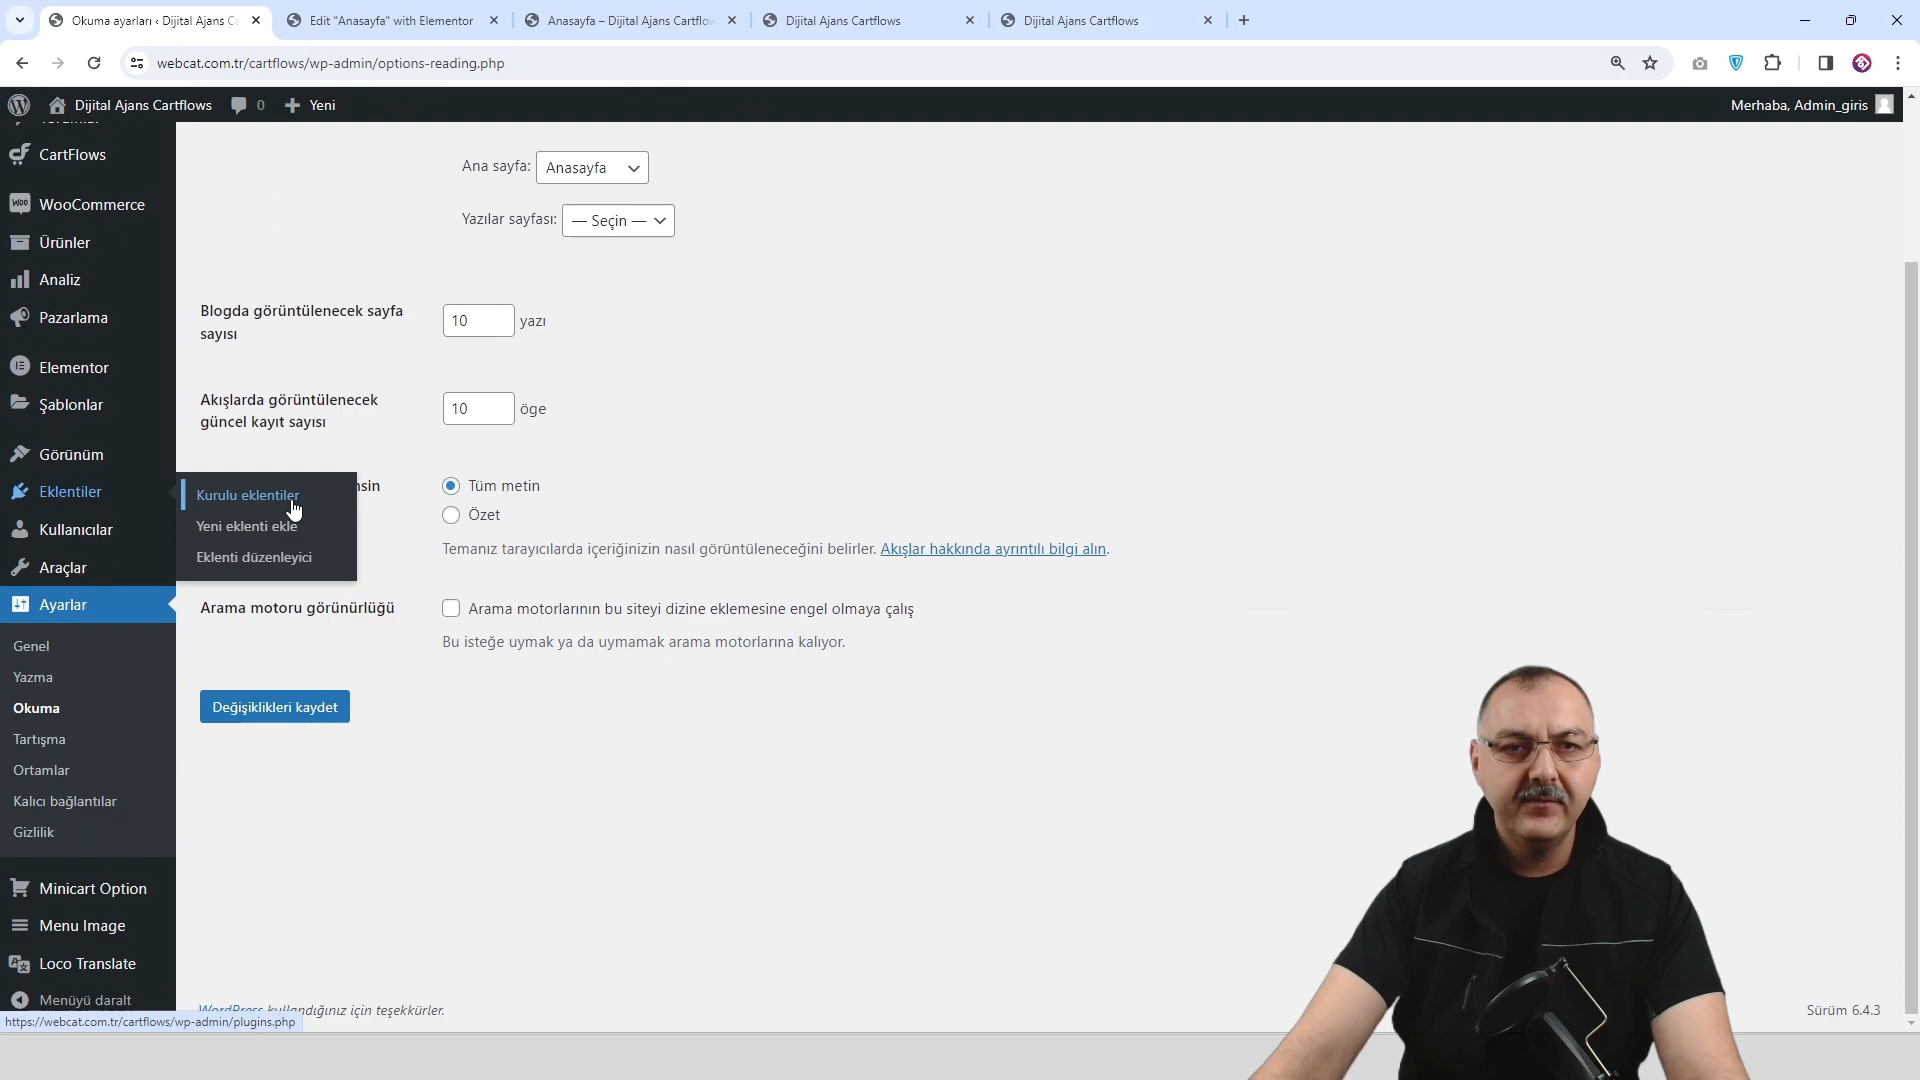 Okuma ayarları ‹ Dijital Ajans Ca
Edit "Anasayfa" with Elementor
Anasayfa – Dijital Ajans Cartflow
Dijital Ajans Cartflows
Dijital Ajans Cartflows
webcat.com.tr/cartflows/wp-admin/options-reading.php
Dijital Ajans Cartflows
0
Yeni
Merhaba, Admin_giris
CartFlows
WooCommerce
Ürünler
Analiz
Pazarlama
Elementor
Şablonlar
Görünüm
Eklentiler
Kullanıcılar
Araçlar
Ayarlar
Genel
Yazma
Okuma
Tartışma
Ortamlar
Kalıcı bağlantılar
Gizlilik
Minicart Option
Menu Image
Loco Translate
Menüyü daralt
Kurulu eklentiler
Yeni eklenti ekle
Eklenti düzenleyici
Ana sayfa: Anasayfa
Yazılar sayfası: — Seçin —
Blogda görüntülenecek sayfa
sayısı
10 yazı
Akışlarda görüntülenecek
güncel kayıt sayısı
10 öge
Tüm metin
Özet
Temanız tarayıcılarda içeriğinizin nasıl görüntüleneceğini belirler. Akışlar hakkında ayrıntılı bilgi alın.
Arama motoru görünürlüğü
Arama motorlarının bu siteyi dizine eklemesine engel olmaya çalış
Bu isteğe uymak ya da uymamak arama motorlarına kalıyor.
Değişiklikleri kaydet
WordPress kullandığınız için teşekkürler.
Sürüm 6.4.3
https://webcat.com.tr/cartflows/wp-admin/plugins.php